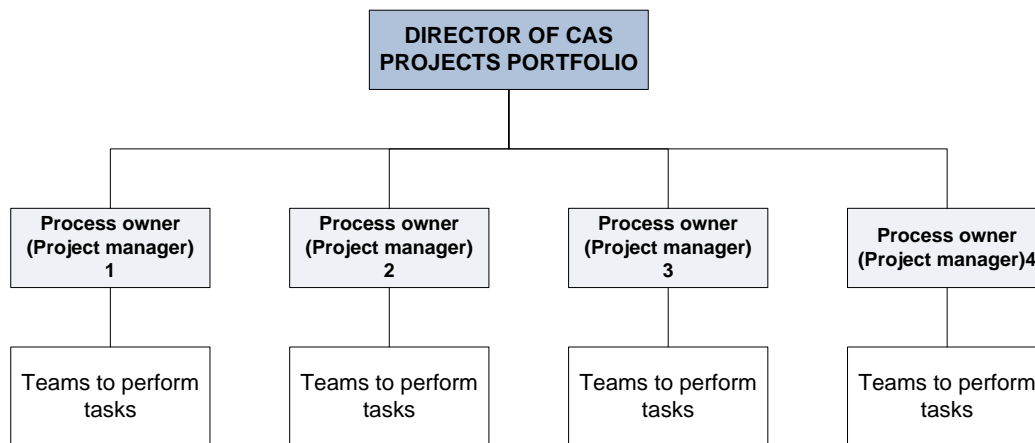 DIRECTOR OF CAS
PROJECTS PORTFOLIO
Process owner
(Project manager)
1
Process owner
(Project manager)
2
Process owner
(Project manager)
3
Process owner
(Project manager)4
Teams to perform
tasks
Teams to perform
tasks
Teams to perform
tasks
Teams to perform
tasks